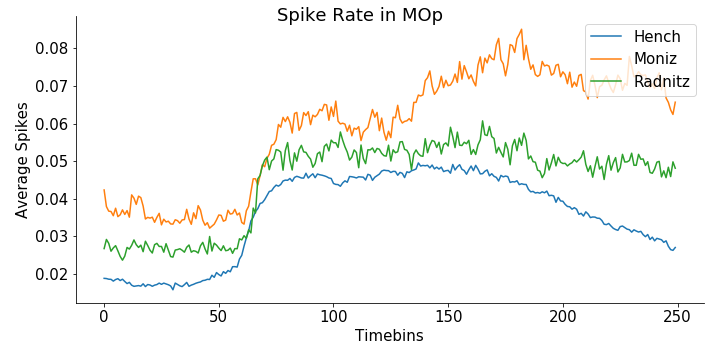 Spike Rate in MOp
Hench
Moniz
Radnitz
Average Spikes
0.08
0.07
0.06
0.05
0.04
0.03
0.02
0
50
100
150
200
250
Timebins